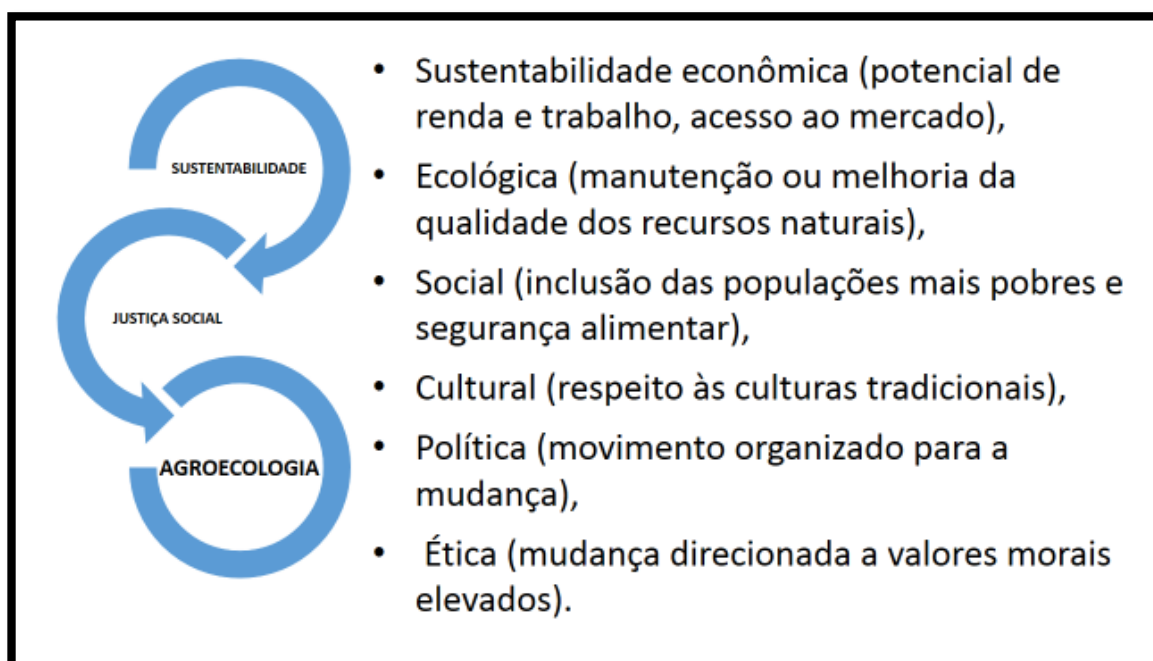 SUSTENTABILIDADE
JUSTIÇA SOCIAL
AGROECOLOGIA
• Sustentabilidade econômica (potencial de
renda e trabalho, acesso ao mercado),
• Ecológica (manutenção ou melhoria da
qualidade dos recursos naturais),
• Social (inclusão das populações mais pobres e
segurança alimentar),
• Cultural (respeito às culturas tradicionais),
• Política (movimento organizado para a
mudança),
• Ética (mudança direcionada a valores morais
elevados).